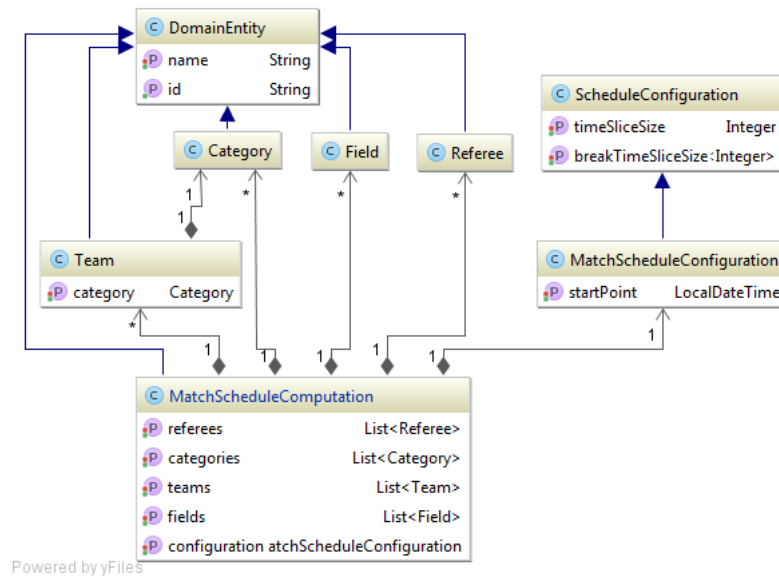 C DomainEntity
P name String
P id String
C ScheduleConfiguration
P timeSliceSize Integer
P breakTimeSliceSize <Integer>
C Category
C Field
C Referee
1
*
*
*
1
C Team
P category Category
C MatchScheduleConfiguration
P startPoint LocalDateTime
*
1
1
1
1
1
1
C MatchScheduleComputation
P referees List<Referee>
P categories List<Category>
P teams List<Team>
P fields List<Field>
P configuration atchScheduleConfiguration
Powered by yFiles